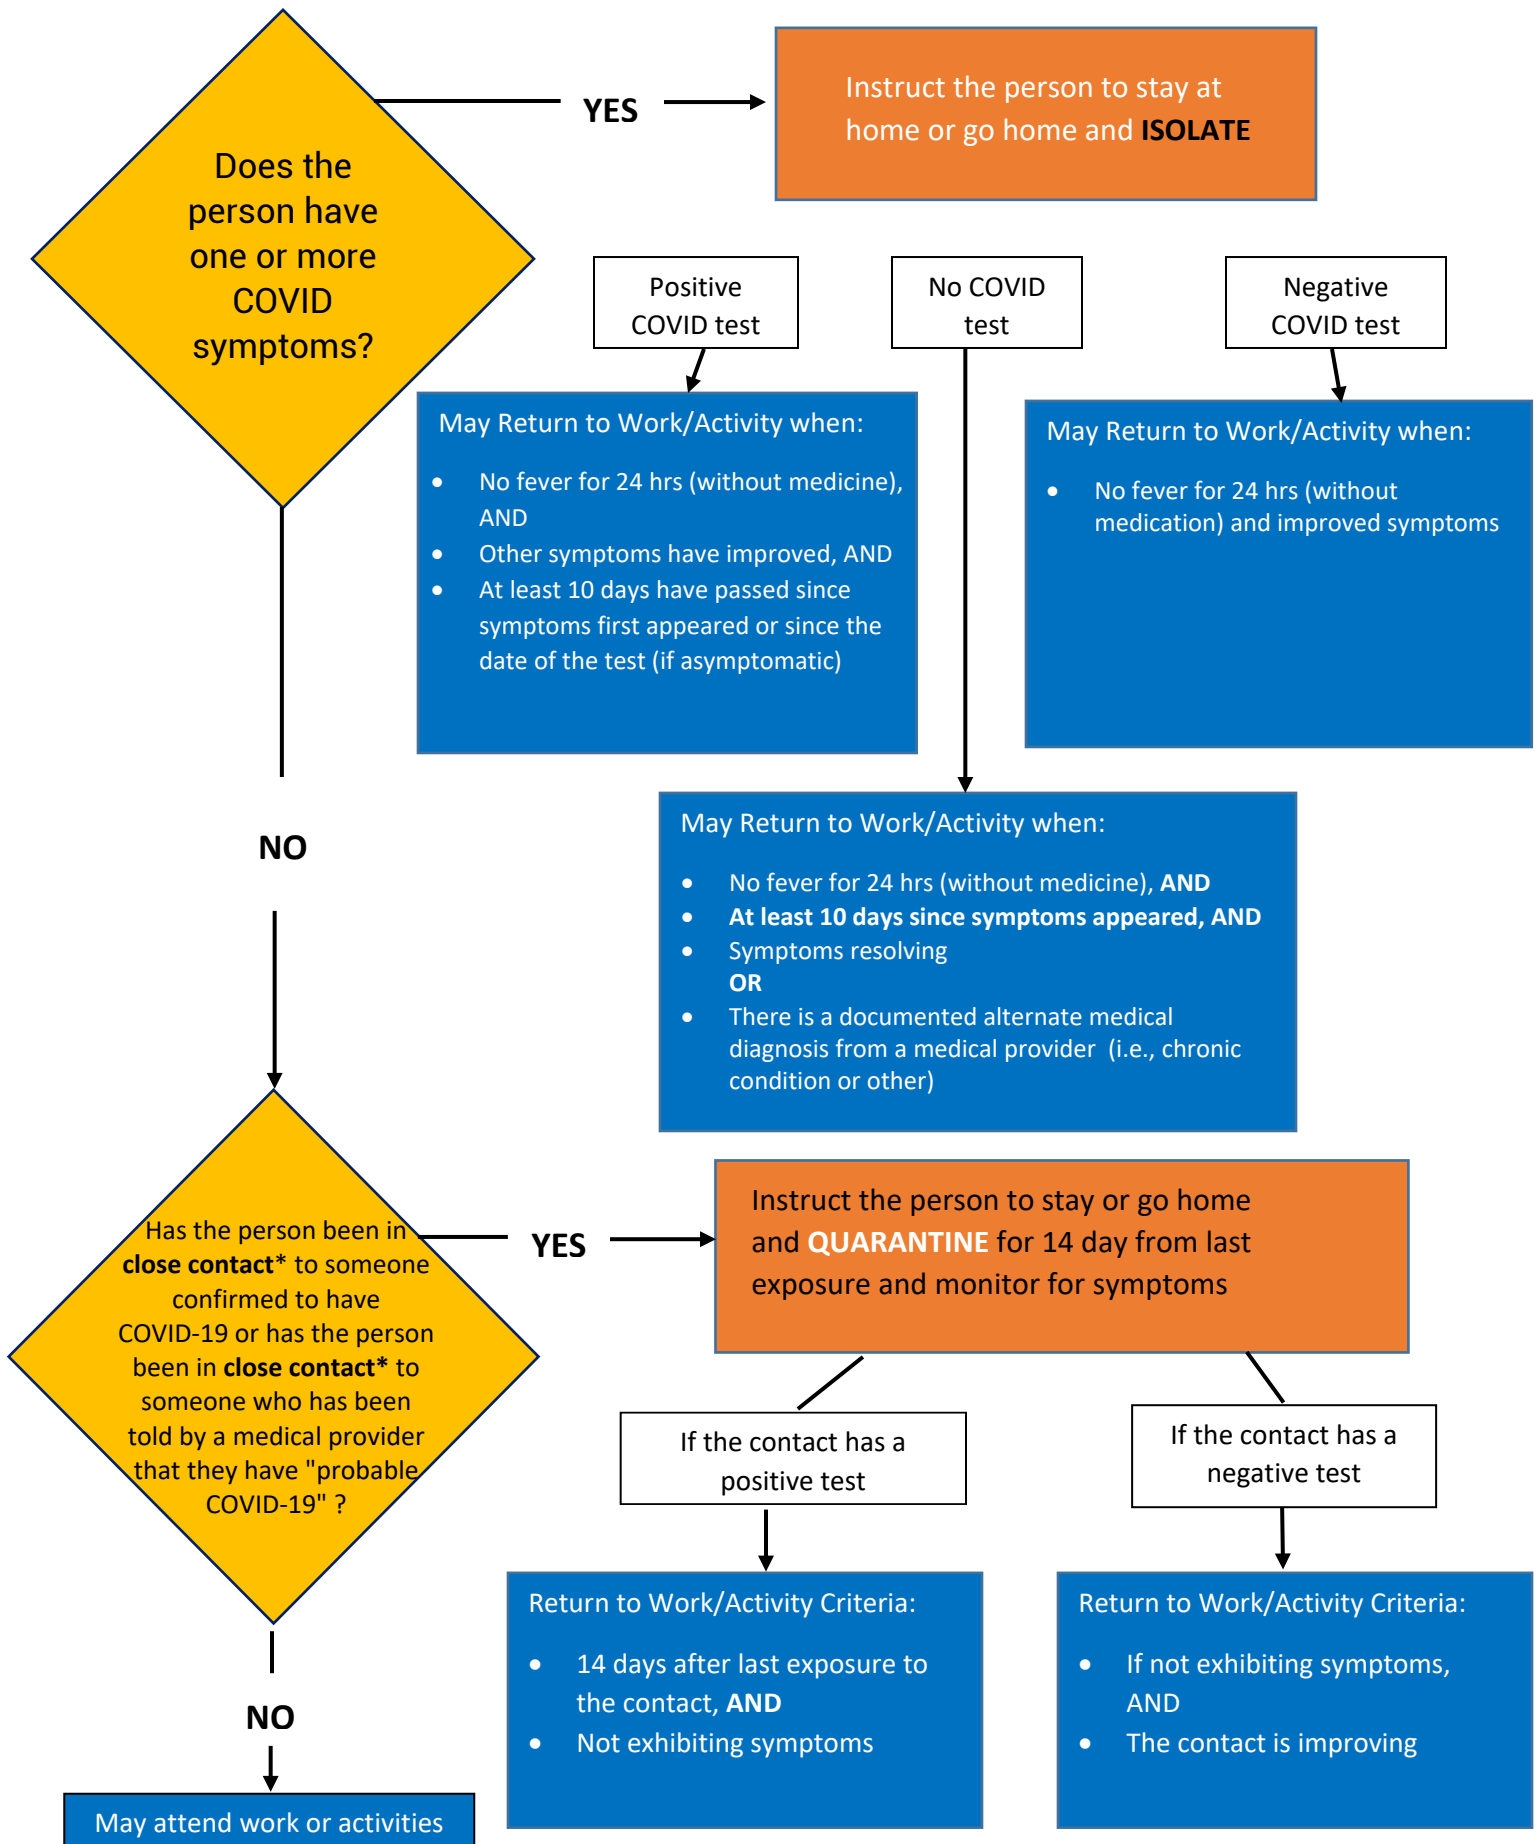 Does the
person have
one or more
COVID
symptoms?
YES
Instruct the person to stay at
home or go home and ISOLATE
Positive
COVID test
No COVID
test
Negative
COVID test
May Return to Work/Activity when:
• No fever for 24 hrs (without medicine),
AND
• Other symptoms have improved, AND
• At least 10 days have passed since
symptoms first appeared or since the
date of the test (if asymptomatic)
May Return to Work/Activity when:
• No fever for 24 hrs (without
medication) and improved symptoms
NO
May Return to Work/Activity when:
• No fever for 24 hrs (without medicine), AND
• At least 10 days since symptoms appeared, AND
• Symptoms resolving
OR
• There is a documented alternate medical
diagnosis from a medical provider (i.e., chronic
condition or other)
Has the person been in
close contact* to someone
confirmed to have
COVID-19 or has the person
been in close contact* to
someone who has been
told by a medical provider
that they have "probable
COVID-19" ?
YES
Instruct the person to stay or go home
and QUARANTINE for 14 day from last
exposure and monitor for symptoms
If the contact has a
positive test
If the contact has a
negative test
Return to Work/Activity Criteria:
• 14 days after last exposure to
the contact, AND
• Not exhibiting symptoms
Return to Work/Activity Criteria:
• If not exhibiting symptoms,
AND
• The contact is improving
NO
May attend work or activities